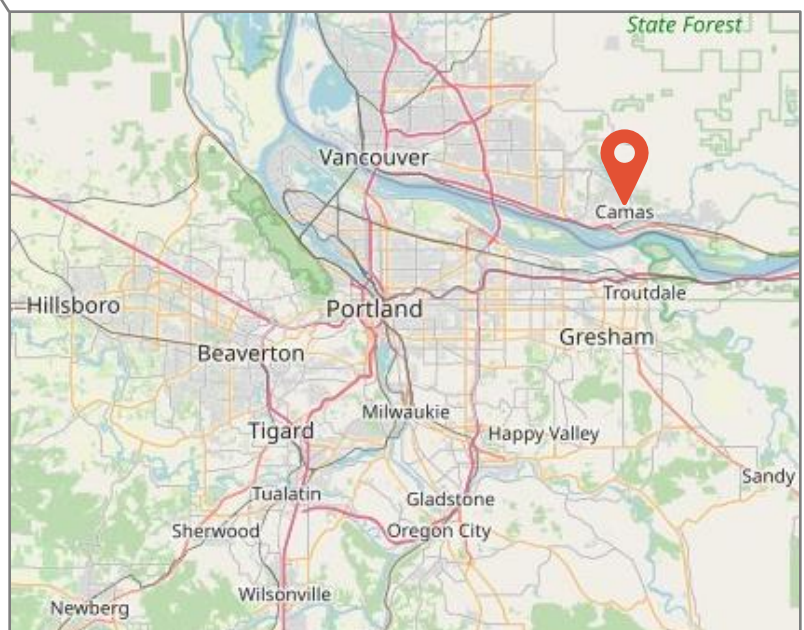 State Forest
Vancouver
Camas
Troutdale
Hillsboro
Portland
Gresham
Beaverton
Milwaukie
Tigard
Happy Valley
Sandy
Tualatin
Gladstone
Sherwood
Oregon City
Wilsonville
Newberg